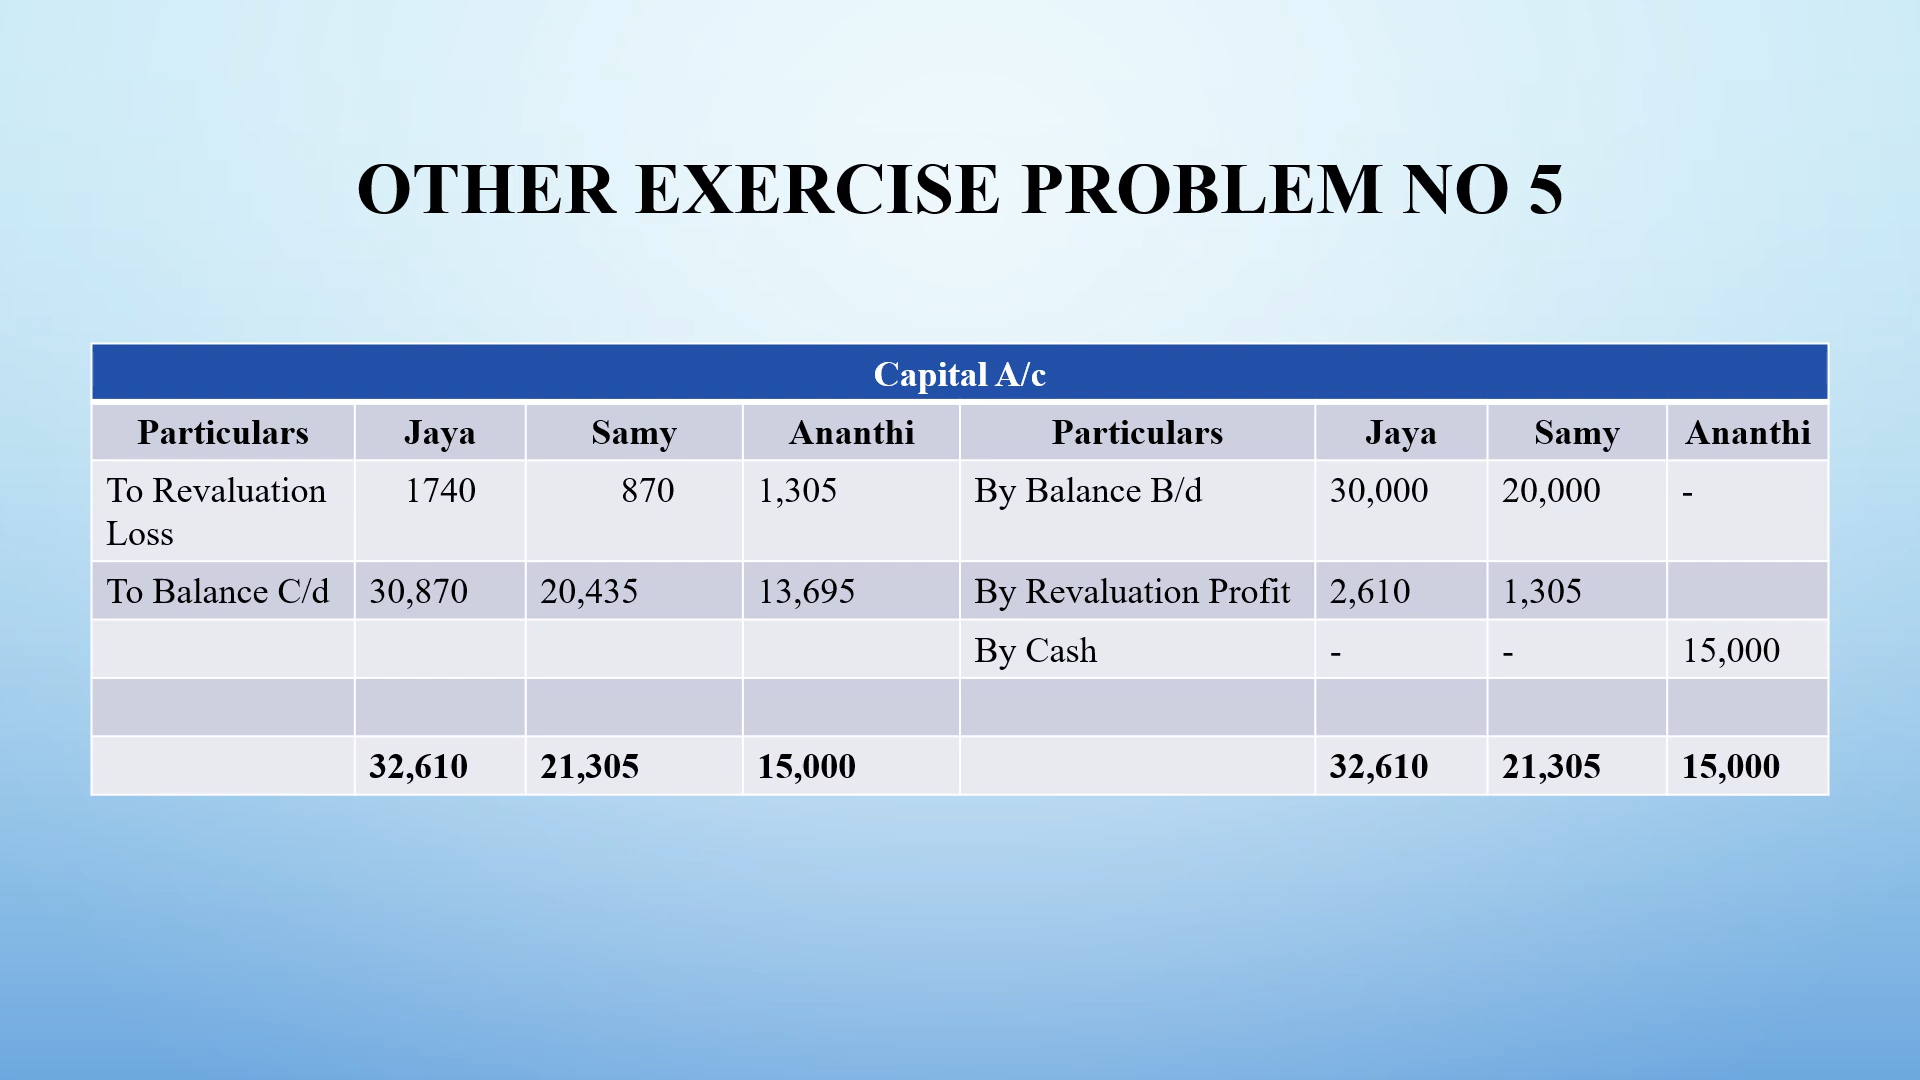 OTHER EXERCISE PROBLEM NO 5
Capital A/c
Particulars Jaya Samy Ananthi Particulars Jaya Samy Ananthi
To Revaluation Loss 1740 870 1,305 By Balance B/d 30,000 20,000 -
To Balance C/d 30,870 20,435 13,695 By Revaluation Profit 2,610 1,305
By Cash - - 15,000
32,610 21,305 15,000 32,610 21,305 15,000